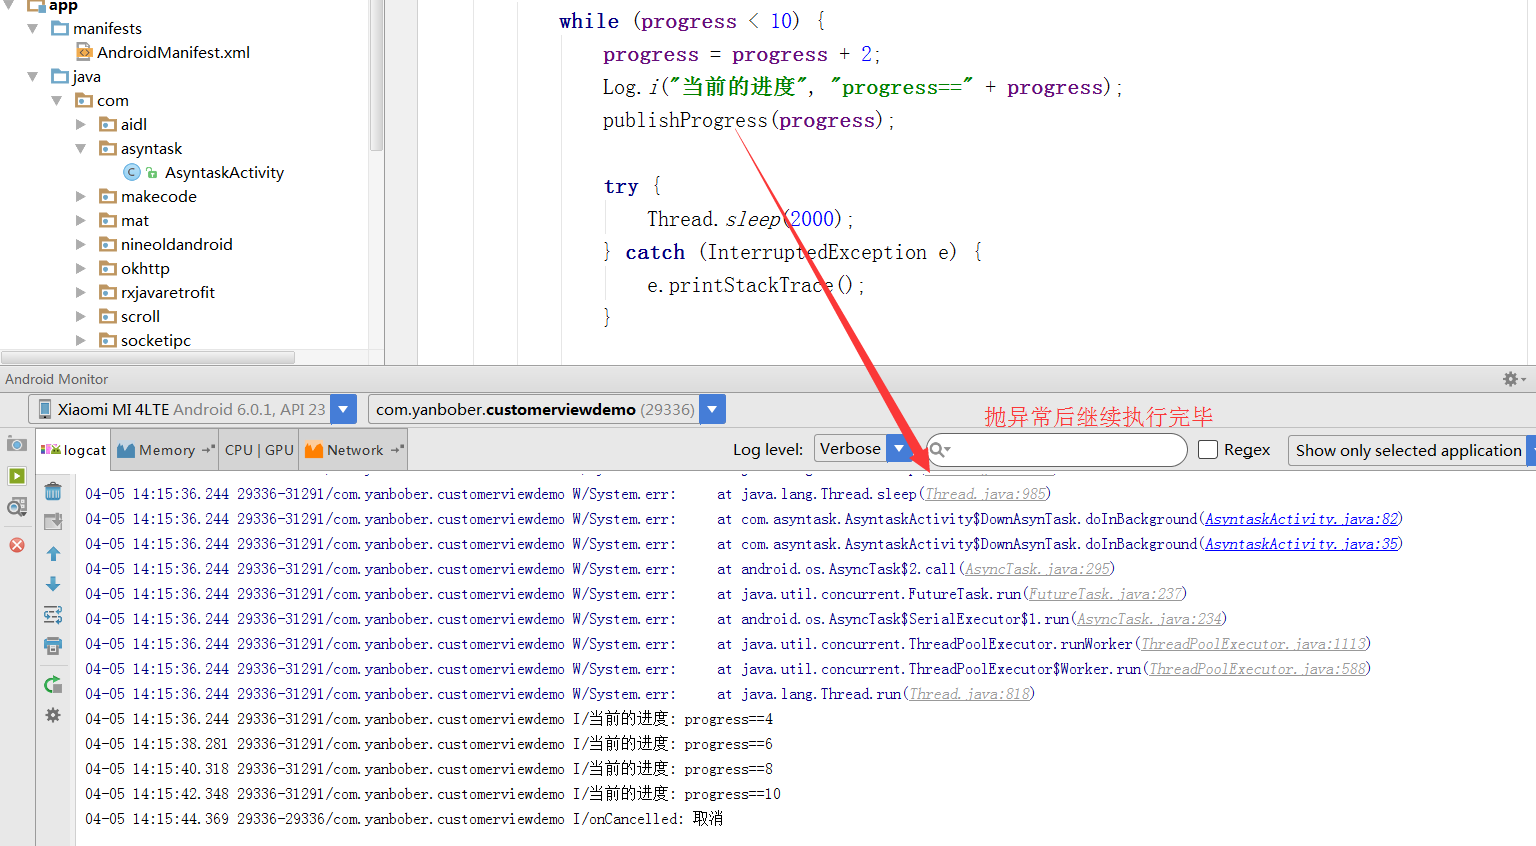 app
manifests
AndroidManifest.xml
java
com
aidl
asyntask
AsyntaskActivity
makecode
mat
nineoldandroid
okhttp
rxjavaretrofit
scroll
socketipc
while (progress < 10) {
progress = progress + 2;
Log.i("当前的进度", "progress==" + progress);
publishProgress(progress);
try {
Thread.sleep(2000);
} catch (InterruptedException e) {
e.printStackTrace();
}
Android Monitor
Xiaomi MI 4LTE Android 6.0.1, API 23
com.yanbober.customerviewdemo (29336)
抛异常后继续执行完毕
logcat
Memory
CPU | GPU
Network
Log level: Verbose
Regex
Show only selected application
04-05 14:15:36.244 29336-31291/com.yanbober.customerviewdemo W/System.err: at java.lang.Thread.sleep(Thread.java:985)
04-05 14:15:36.244 29336-31291/com.yanbober.customerviewdemo W/System.err: at com.asyntask.AsyntaskActivity$DownAsynTask.doInBackground(AsyntaskActivity.java:82)
04-05 14:15:36.244 29336-31291/com.yanbober.customerviewdemo W/System.err: at com.asyntask.AsyntaskActivity$DownAsynTask.doInBackground(AsyntaskActivity.java:35)
04-05 14:15:36.244 29336-31291/com.yanbober.customerviewdemo W/System.err: at android.os.AsyncTask$2.call(AsyncTask.java:295)
04-05 14:15:36.244 29336-31291/com.yanbober.customerviewdemo W/System.err: at java.util.concurrent.FutureTask.run(FutureTask.java:237)
04-05 14:15:36.244 29336-31291/com.yanbober.customerviewdemo W/System.err: at android.os.AsyncTask$SerialExecutor$1.run(AsyncTask.java:234)
04-05 14:15:36.244 29336-31291/com.yanbober.customerviewdemo W/System.err: at java.util.concurrent.ThreadPoolExecutor.runWorker(ThreadPoolExecutor.java:1113)
04-05 14:15:36.244 29336-31291/com.yanbober.customerviewdemo W/System.err: at java.util.concurrent.ThreadPoolExecutor$Worker.run(ThreadPoolExecutor.java:588)
04-05 14:15:36.244 29336-31291/com.yanbober.customerviewdemo W/System.err: at java.lang.Thread.run(Thread.java:818)
04-05 14:15:36.244 29336-31291/com.yanbober.customerviewdemo I/当前的进度: progress==4
04-05 14:15:38.281 29336-31291/com.yanbober.customerviewdemo I/当前的进度: progress==6
04-05 14:15:40.318 29336-31291/com.yanbober.customerviewdemo I/当前的进度: progress==8
04-05 14:15:42.348 29336-31291/com.yanbober.customerviewdemo I/当前的进度: progress==10
04-05 14:15:44.369 29336-29336/com.yanbober.customerviewdemo I/onCancelled: 取消